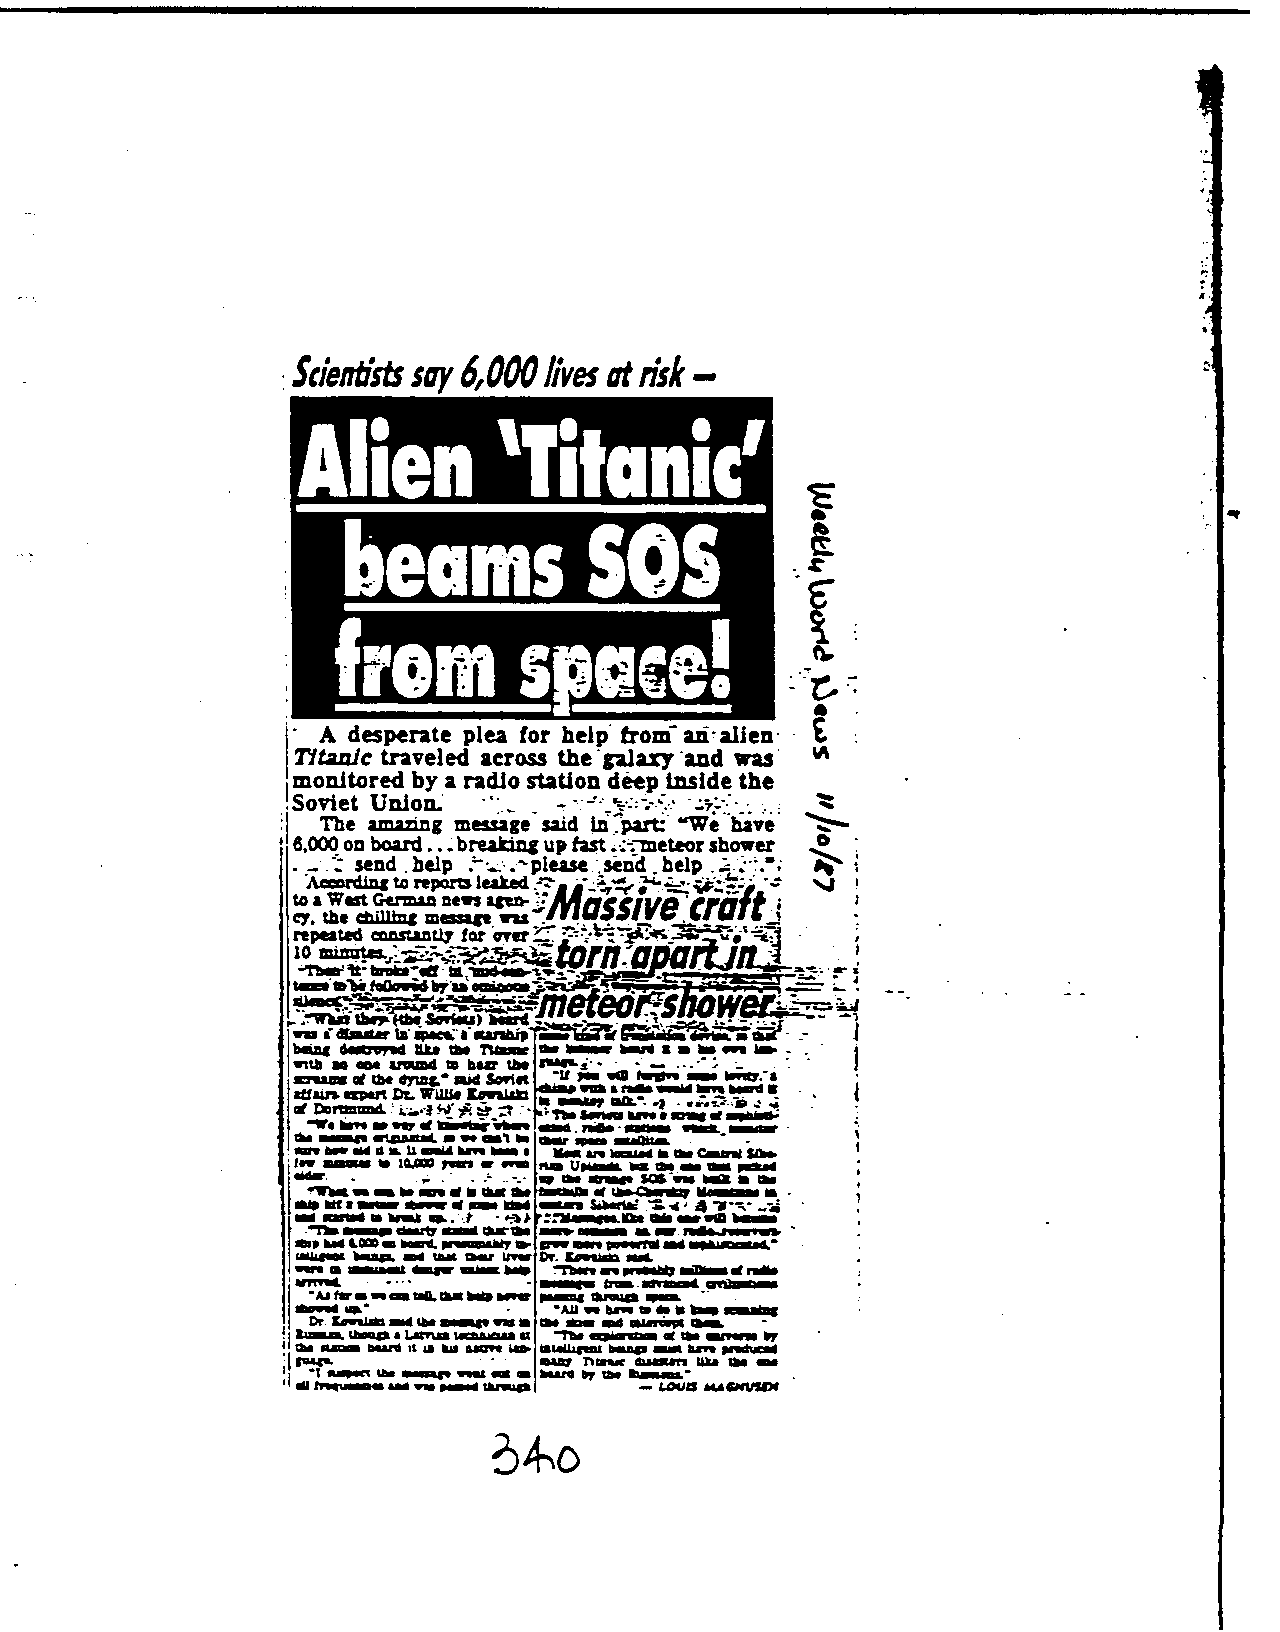 Scientists say 6,000 lives at risk —
Alien 'Titanic'
beams SOS
from space!
A desperate plea for help from an alien
Titanic traveled across the galaxy and was
monitored by a radio station deep inside the
Soviet Union.
The amazing message said in part: "We have
6,000 on board . . . breaking up fast . . . meteor shower
. . . send help . . . please send help . . ."
According to reports leaked
to a West German news agen-
cy, the chilling message was
repeated constantly for over
10 minutes.
Then it broke off in mid-sen-
tence to be followed by an ominous
silence.
"What they (the Soviets) heard
was a disaster in space, a starship
being destroyed like the Titanic
with no one around to hear the
screams of the dying," said Soviet
affairs expert Dr. Willie Kowalski
of Dortmund.
"We have no way of knowing where
the message originated, so we can't be
sure how old it is. It could have been a
few minutes to 10,000 years or even
older.
"What we can be sure of is that the
ship hit a meteor shower of some kind
and started to break up.
"The message clearly stated that the
ship had 6,000 on board, presumably in-
telligent beings, and that their lives
were in imminent danger unless help
arrived.
"As far as we can tell, that help never
showed up."
Dr. Kowalski said the message was in
Russian, though a Latvian technician at
the station heard it in his native lan-
guage.
"I suspect the message went out on
all frequencies and was passed through
Massive craft
torn apart in
meteor shower
some kind of translation device, so that
the listener heard it in his own lan-
guage.
"If you will forgive some levity, a
chimp with a radio would have heard it
in monkey talk."
The Soviets have a string of sophisti-
cated radio stations which monitor
their space satellites.
Most are located in the Central Sibe-
rian Uplands, but the one that picked
up the strange SOS was built in the
foothills of the Cherskiy Mountains in
eastern Siberia.
"Messages like this one will become
more common as our radio receivers
grow more powerful and sophisticated,"
Dr. Kowalski said.
"There are probably millions of radio
messages from advanced civilizations
passing through space.
"All we have to do is keep scanning
the skies and intercept them.
"The exploration of the universe by
intelligent beings must have produced
many Titanic disasters like the one
heard by the Russians."
— LOUIS MAGNUSEN
Weekly World News 11/10/87
340